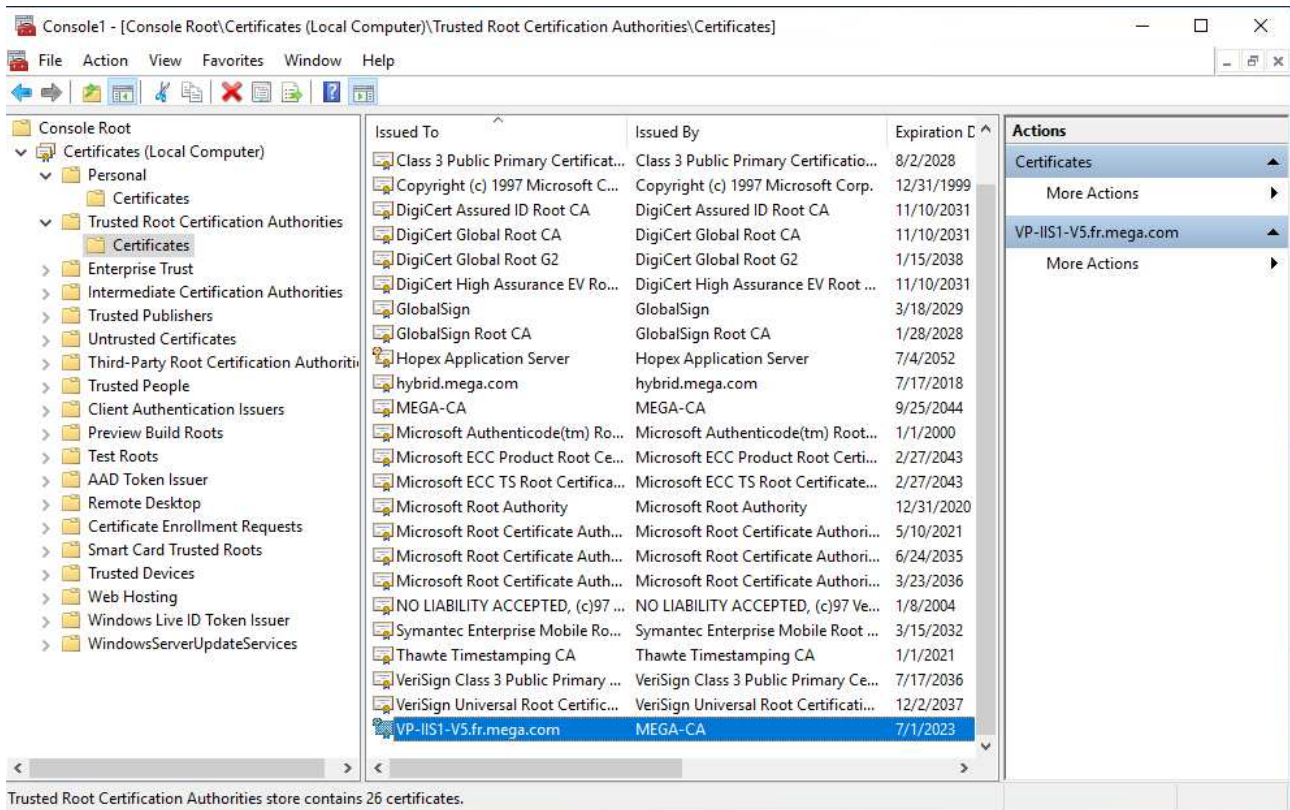 Console1 - [Console Root\Certificates (Local Computer)\Trusted Root Certification Authorities\Certificates]
File Action View Favorites Window Help
Console Root
Certificates (Local Computer)
Personal
Certificates
Trusted Root Certification Authorities
Certificates
Enterprise Trust
Intermediate Certification Authorities
Trusted Publishers
Untrusted Certificates
Third-Party Root Certification Authoriti
Trusted People
Client Authentication Issuers
Preview Build Roots
Test Roots
AAD Token Issuer
Remote Desktop
Certificate Enrollment Requests
Smart Card Trusted Roots
Trusted Devices
Web Hosting
Windows Live ID Token Issuer
WindowsServerUpdateServices
Issued To Issued By Expiration D
Class 3 Public Primary Certificat... Class 3 Public Primary Certificatio... 8/2/2028
Copyright (c) 1997 Microsoft C... Copyright (c) 1997 Microsoft Corp. 12/31/1999
DigiCert Assured ID Root CA DigiCert Assured ID Root CA 11/10/2031
DigiCert Global Root CA DigiCert Global Root CA 11/10/2031
DigiCert Global Root G2 DigiCert Global Root G2 1/15/2038
DigiCert High Assurance EV Ro... DigiCert High Assurance EV Root ... 11/10/2031
GlobalSign GlobalSign 3/18/2029
GlobalSign Root CA GlobalSign Root CA 1/28/2028
Hopex Application Server Hopex Application Server 7/4/2052
hybrid.mega.com hybrid.mega.com 7/17/2018
MEGA-CA MEGA-CA 9/25/2044
Microsoft Authenticode(tm) Ro... Microsoft Authenticode(tm) Root... 1/1/2000
Microsoft ECC Product Root Ce... Microsoft ECC Product Root Certi... 2/27/2043
Microsoft ECC TS Root Certifica... Microsoft ECC TS Root Certificate... 2/27/2043
Microsoft Root Authority Microsoft Root Authority 12/31/2020
Microsoft Root Certificate Auth... Microsoft Root Certificate Authori... 5/10/2021
Microsoft Root Certificate Auth... Microsoft Root Certificate Authori... 6/24/2035
Microsoft Root Certificate Auth... Microsoft Root Certificate Authori... 3/23/2036
NO LIABILITY ACCEPTED, (c)97 ... NO LIABILITY ACCEPTED, (c)97 Ve... 1/8/2004
Symantec Enterprise Mobile Ro... Symantec Enterprise Mobile Root ... 3/15/2032
Thawte Timestamping CA Thawte Timestamping CA 1/1/2021
VeriSign Class 3 Public Primary ... VeriSign Class 3 Public Primary Ce... 7/17/2036
VeriSign Universal Root Certific... VeriSign Universal Root Certificati... 12/2/2037
VP-IIS1-V5.fr.mega.com MEGA-CA 7/1/2023
Actions
Certificates
More Actions
VP-IIS1-V5.fr.mega.com
More Actions
Trusted Root Certification Authorities store contains 26 certificates.